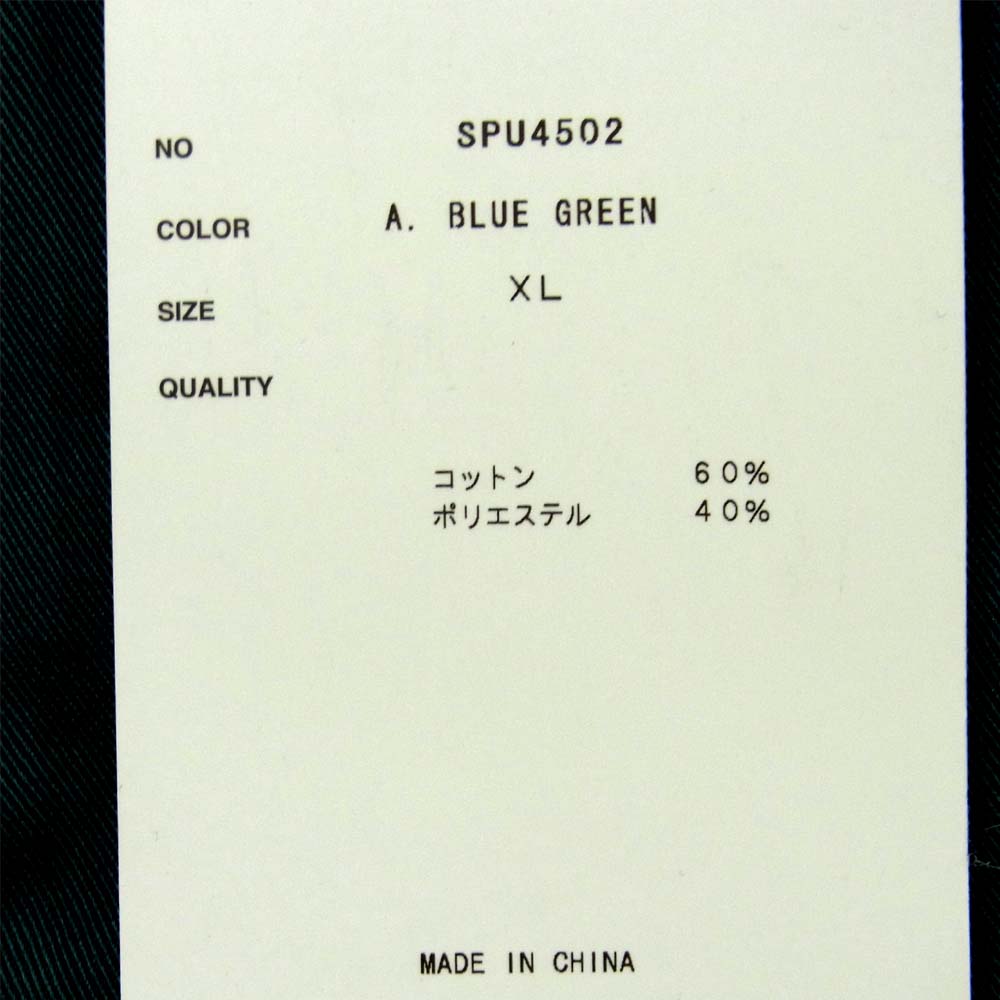 NO SPU4502
COLOR A. BLUE GREEN
SIZE XL
QUALITY
コットン 60%
ポリエステル 40%
MADE IN CHINA